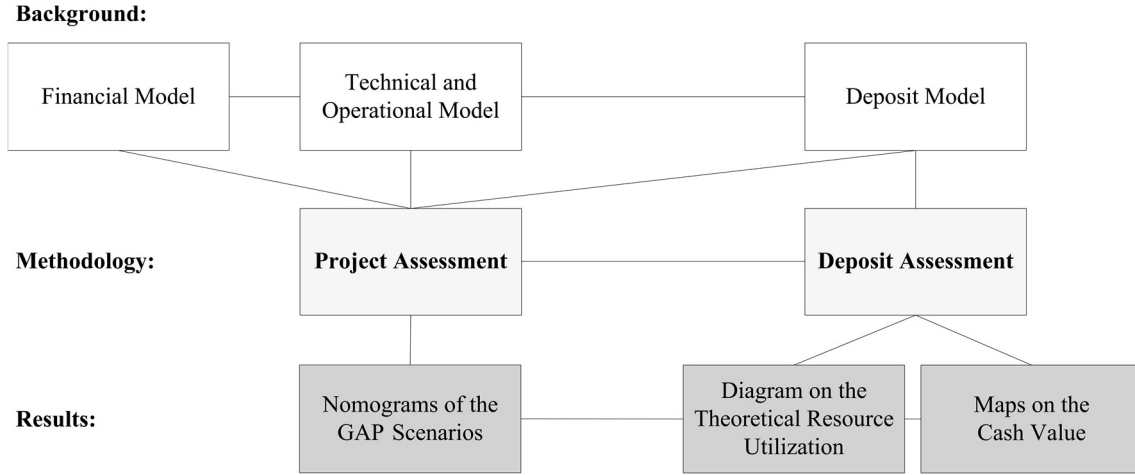 Background:
Financial Model
Technical and
Operational Model
Deposit Model
Methodology:
Project Assessment
Deposit Assessment
Results:
Nomograms of the
GAP Scenarios
Diagram on the
Theoretical Resource
Utilization
Maps on the
Cash Value